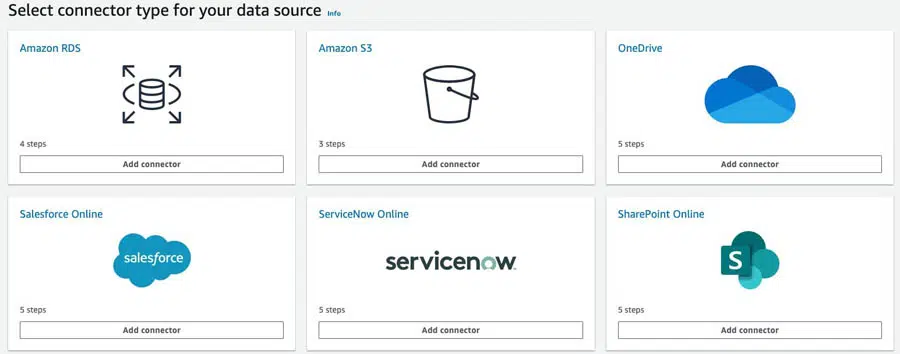 Select connector type for your data source Info
Amazon RDS
4 steps
Add connector
Amazon S3
3 steps
Add connector
OneDrive
5 steps
Add connector
Salesforce Online
salesforce
5 steps
Add connector
ServiceNow Online
servicenow
5 steps
Add connector
SharePoint Online
S
5 steps
Add connector